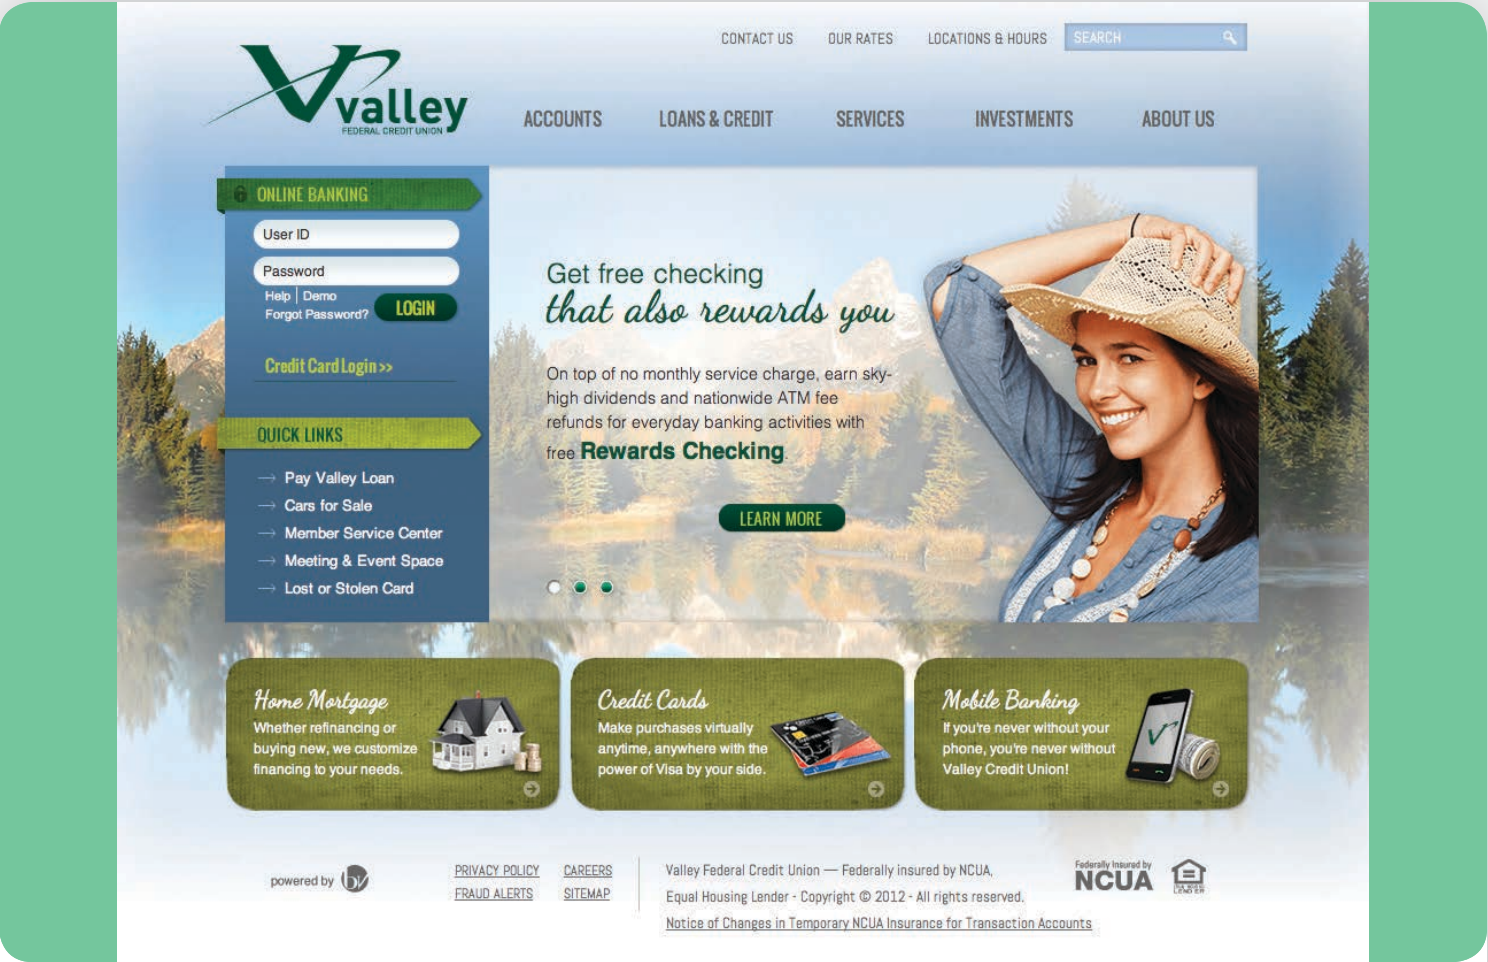 CONTACT US
OUR RATES
LOCATIONS & HOURS
SEARCH
valley
FEDERAL CREDIT UNION
ACCOUNTS
LOANS & CREDIT
SERVICES
INVESTMENTS
ABOUT US
ONLINE BANKING
User ID
Password
Help | Demo
Forgot Password?
LOGIN
Credit Card Login >>
QUICK LINKS
Pay Valley Loan
Cars for Sale
Member Service Center
Meeting & Event Space
Lost or Stolen Card
Get free checking
that also rewards you
On top of no monthly service charge, earn sky-
high dividends and nationwide ATM fee
refunds for everyday banking activities with
free Rewards Checking.
LEARN MORE
Home Mortgage
Whether refinancing or
buying new, we customize
financing to your needs.
Credit Cards
Make purchases virtually
anytime, anywhere with the
power of Visa by your side.
Mobile Banking
If you're never without your
phone, you're never without
Valley Credit Union!
powered by bv
PRIVACY POLICY
CAREERS
FRAUD ALERTS
SITEMAP
Valley Federal Credit Union — Federally insured by NCUA,
Equal Housing Lender - Copyright © 2012 - All rights reserved.
Notice of Changes in Temporary NCUA Insurance for Transaction Accounts
Federally Insured by
NCUA
LENDER